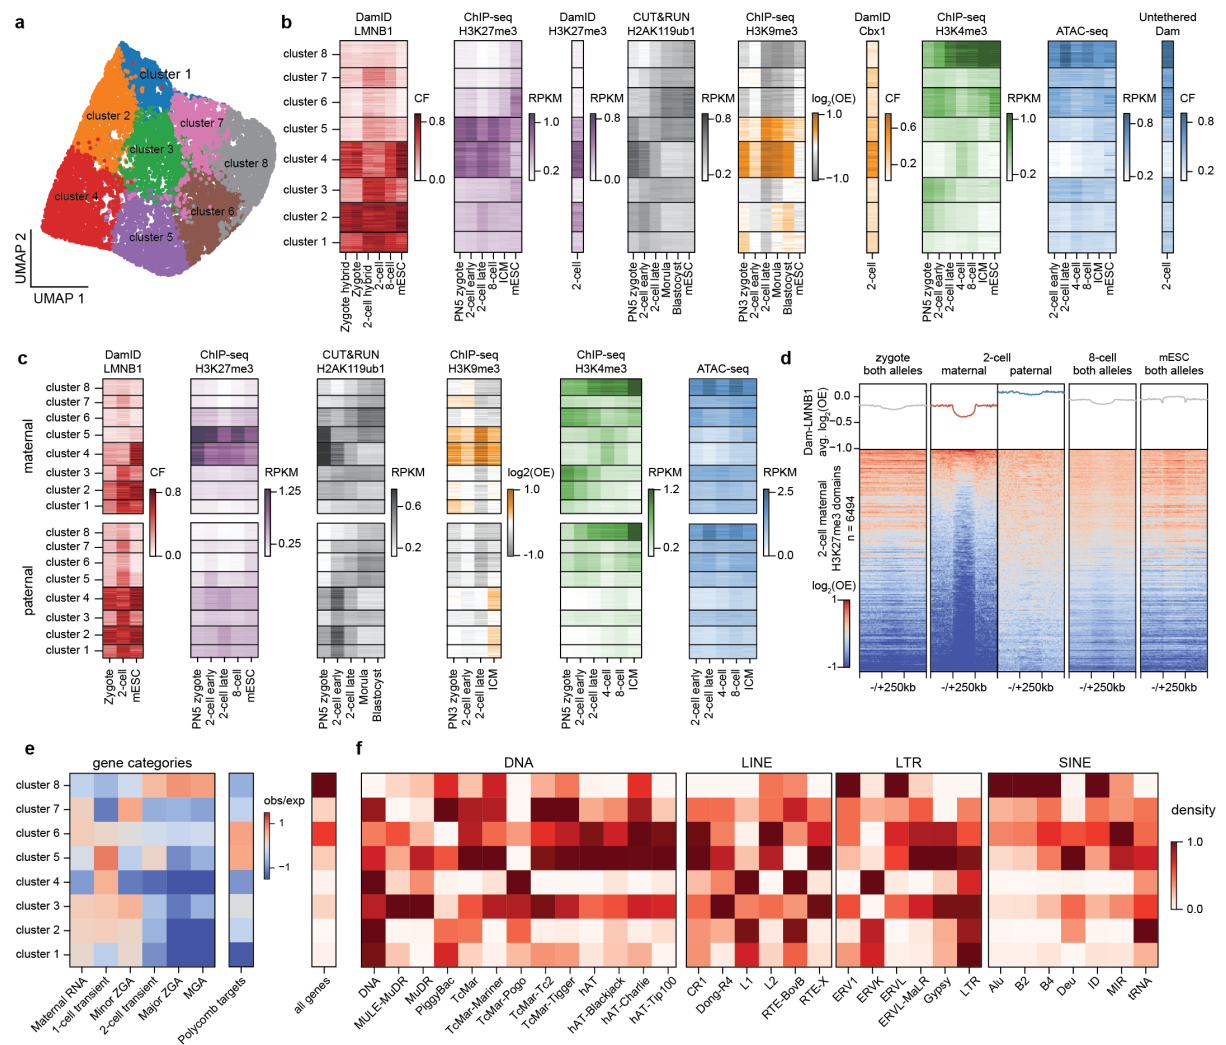 a
cluster 1
cluster 2
cluster 7
cluster 3
cluster 8
cluster 4
cluster 6
cluster 5
UMAP 2
UMAP 1
b
DamID LMNB1
ChIP-seq H3K27me3
DamID H3K27me3
CUT&RUN H2AK119ub1
ChIP-seq H3K9me3
DamID Cbx1
ChIP-seq H3K4me3
ATAC-seq
Untethered Dam
cluster 8
cluster 7
cluster 6
cluster 5
cluster 4
cluster 3
cluster 2
cluster 1
CF
0.8
0.0
RPKM
1.0
0.2
RPKM
0.8
0.0
RPKM
0.8
0.2
log2(OE)
1.0
−1.0
CF
0.6
0.2
RPKM
1.0
0.2
RPKM
0.8
0.2
CF
0.8
0.2
Zygote hybrid
Zygote
2-cell hybrid
2-cell
8-cell
mESC
PN5 zygote
2-cell early
2-cell late
8-cell
ICM
mESC
2-cell
PN5 zygote
2-cell early
2-cell late
Morula
Blastocyst
mESC
PN3 zygote
2-cell early
2-cell late
Morula
Blastocyst
mESC
2-cell
PN5 zygote
2-cell early
2-cell late
4-cell
8-cell
ICM
mESC
2-cell early
2-cell late
4-cell
8-cell
ICM
mESC
2-cell
c
DamID LMNB1
ChIP-seq H3K27me3
CUT&RUN H2AK119ub1
ChIP-seq H3K9me3
ChIP-seq H3K4me3
ATAC-seq
maternal
cluster 8
cluster 7
cluster 6
cluster 5
cluster 4
cluster 3
cluster 2
cluster 1
paternal
cluster 8
cluster 7
cluster 6
cluster 5
cluster 4
cluster 3
cluster 2
cluster 1
CF
0.8
0.0
RPKM
1.25
0.25
RPKM
0.6
0.2
log2(OE)
1.0
−1.0
RPKM
1.2
0.2
RPKM
2.5
0.0
Zygote
2-cell
mESC
PN5 zygote
2-cell early
2-cell late
8-cell
mESC
PN5 zygote
2-cell early
2-cell late
Morula
Blastocyst
PN3 zygote
2-cell early
2-cell late
ICM
PN5 zygote
2-cell early
2-cell late
4-cell
8-cell
ICM
2-cell early
2-cell late
4-cell
8-cell
ICM
d
zygote both alleles
2-cell
maternal
paternal
8-cell both alleles
mESC both alleles
Dam-LMNB1 avg. log2(OE)
0.0
−0.5
−1.0
2-cell maternal H3K27me3 domains n = 6494
log2(OE)
1
-1
-/+250kb
-/+250kb
-/+250kb
-/+250kb
-/+250kb
e
gene categories
cluster 8
cluster 7
cluster 6
cluster 5
cluster 4
cluster 3
cluster 2
cluster 1
obs/exp
1
−1
Maternal RNA
1-cell transient
Minor ZGA
2-cell transient
Major ZGA
MGA
Polycomb targets
all genes
f
DNA
LINE
LTR
SINE
DNA
MULE-MuDR
MuDR
PiggyBac
TcMar
TcMar-Mariner
TcMar-Pogo
TcMar-Tc2
TcMar-Tigger
hAT
hAT-Blackjack
hAT-Charlie
hAT-Tip100
CR1
Dong-R4
L1
L2
RTE-BovB
RTE-X
ERV1
ERVK
ERVL
ERVL-MaLR
Gypsy
LTR
Alu
B2
B4
Deu
ID
MIR
tRNA
density
1.0
0.0